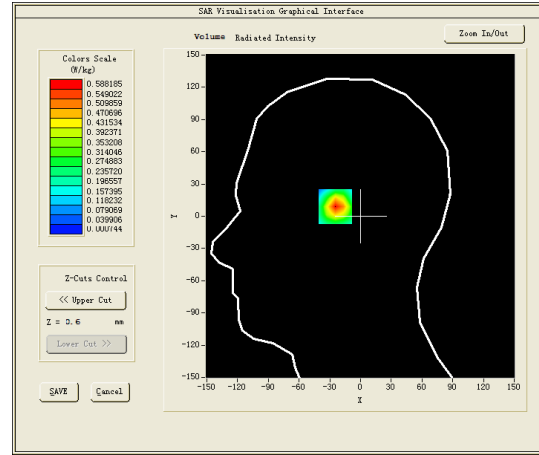 SAR Visualisation Graphical Interface
Volume Radiated Intensity
Zoom In/Out
Colors Scale
(W/kg)
0.588185
0.549022
0.509859
0.470696
0.431534
0.392371
0.353208
0.314046
0.274883
0.235720
0.196557
0.157395
0.118232
0.079069
0.039906
0.000744
Z-Cuts Control
<< Upper Cut
Z = 0.6 mm
Lower Cut >>
SAVE Cancel
150
120
90
60
30
0
-30
-60
-90
-120
-150
Y
-150 -120 -90 -60 -30 0 30 60 90 120 150
X